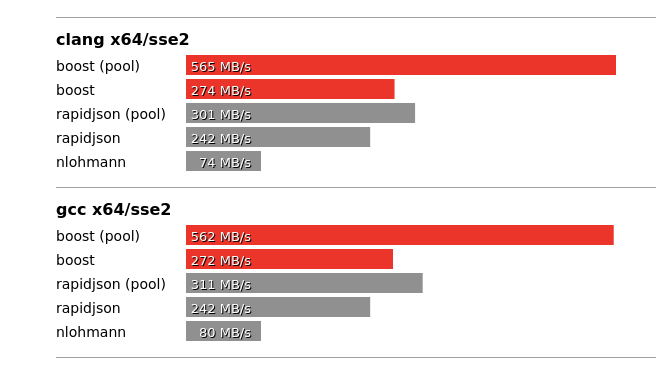 clang x64/sse2
boost (pool) 565 MB/s
boost 274 MB/s
rapidjson (pool) 301 MB/s
rapidjson 242 MB/s
nlohmann 74 MB/s
gcc x64/sse2
boost (pool) 562 MB/s
boost 272 MB/s
rapidjson (pool) 311 MB/s
rapidjson 242 MB/s
nlohmann 80 MB/s